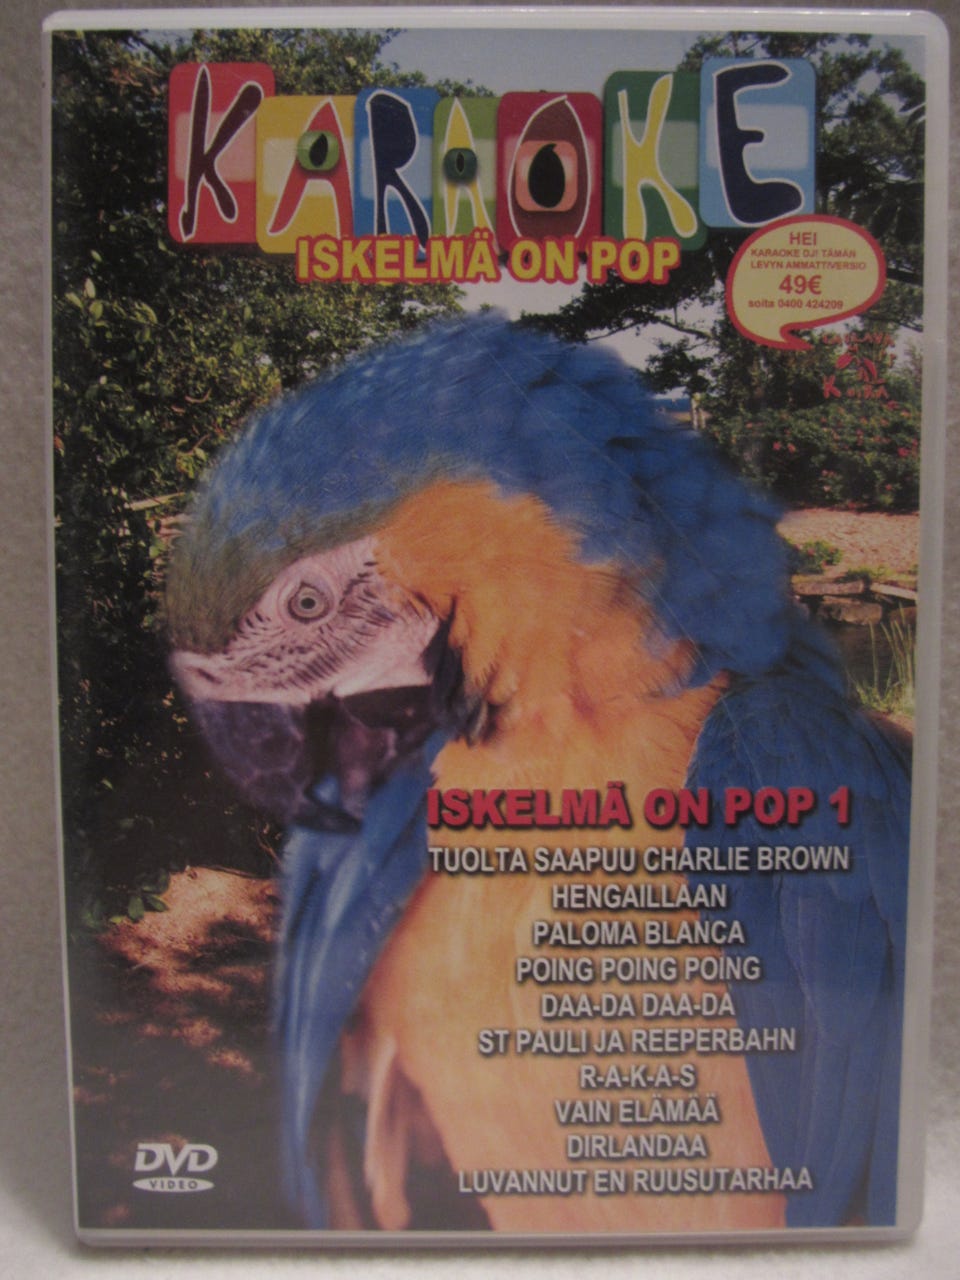 KARAOKE
ISKELMÄ ON POP
HEI
KARAOKE DJ! TÄMÄN
LEVYN AMMATTIVERSIO
49€
soita 0400 424209
LAULAVA
KOIRA
ISKELMÄ ON POP 1
TUOLTA SAAPUU CHARLIE BROWN
HENGAILLAAN
PALOMA BLANCA
POING POING POING
DAA-DA DAA-DA
ST PAULI JA REEPERBAHN
R-A-K-A-S
VAIN ELÄMÄÄ
DIRLANDAA
LUVANNUT EN RUUSUTARHAA
DVD
VIDEO